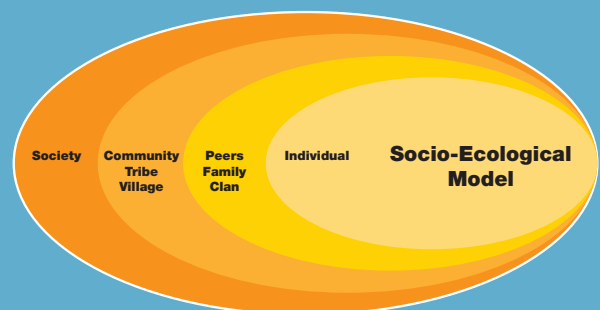 Society
Community
Tribe
Village
Peers
Family
Clan
Individual
Socio-Ecological
Model